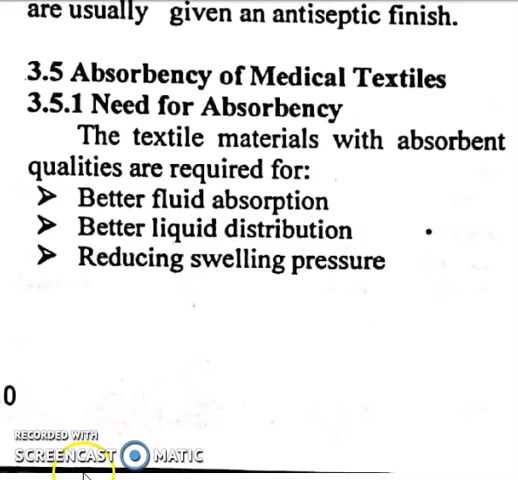 are usually given an antiseptic finish.
3.5 Absorbency of Medical Textiles
3.5.1 Need for Absorbency
The textile materials with absorbent
qualities are required for:
➤ Better fluid absorption
➤ Better liquid distribution
➤ Reducing swelling pressure
0
RECORDED WITH
SCREENCAST MATIC